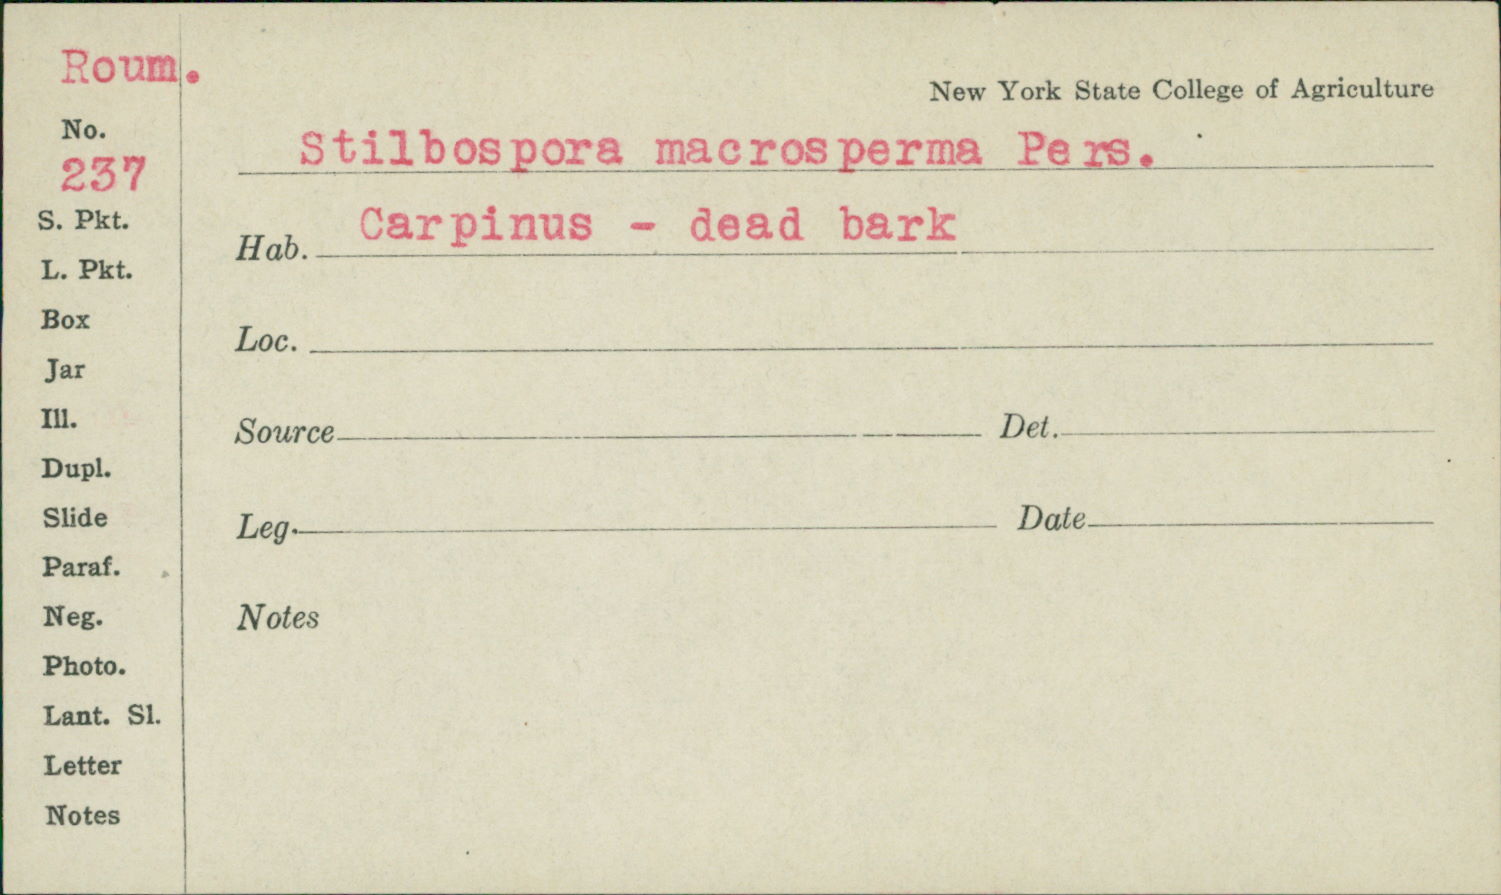 Roum.
New York State College of Agriculture
No.
237
Stilbospora macrosperma Pers.
S. Pkt.
Hab. Carpinus - dead bark
L. Pkt.
Box
Loc.
Jar
Ill.
Source Det.
Dupl.
Slide
Leg. Date
Paraf.
Neg.
Notes
Photo.
Lant. Sl.
Letter
Notes